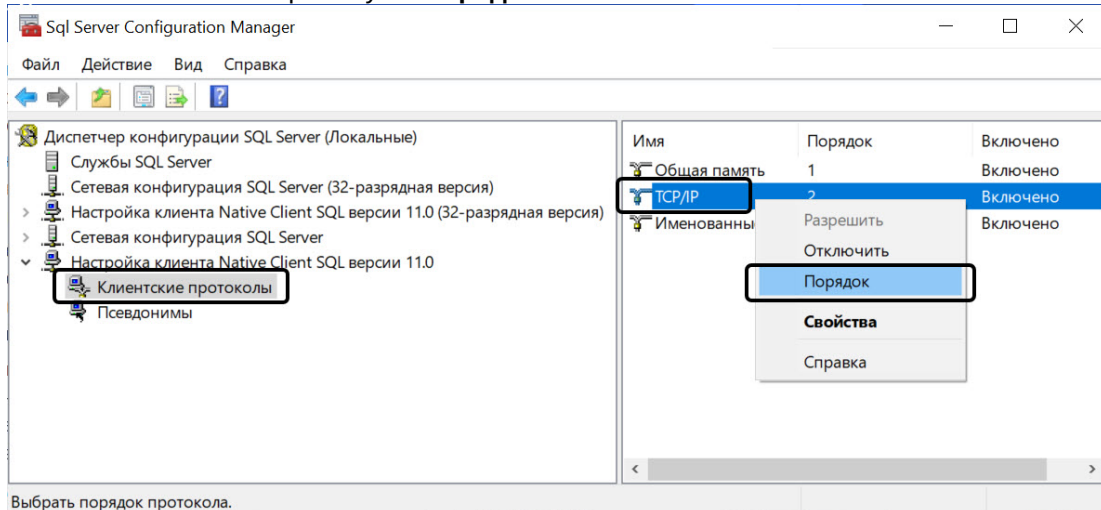 Sql Server Configuration Manager
Файл Действие Вид Справка
Диспетчер конфигурации SQL Server (Локальные)
Службы SQL Server
Сетевая конфигурация SQL Server (32-разрядная версия)
Настройка клиента Native Client SQL версии 11.0 (32-разрядная версия)
Сетевая конфигурация SQL Server
Настройка клиента Native Client SQL версии 11.0
Клиентские протоколы
Псевдонимы
Имя Порядок Включено
Общая память 1 Включено
TCP/IP 2 Включено
Именованны Включено
Разрешить
Отключить
Порядок
Свойства
Справка
Выбрать порядок протокола.